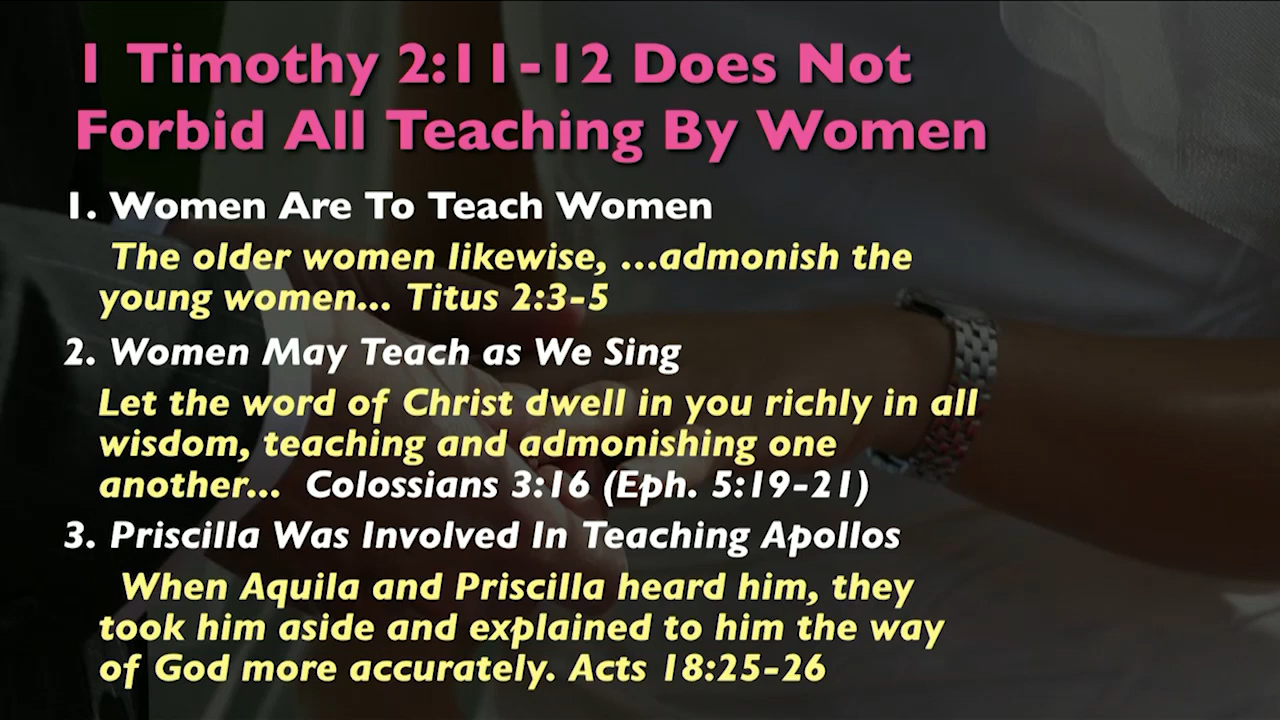 1 Timothy 2:11-12 Does Not
Forbid All Teaching By Women
1. Women Are To Teach Women
The older women likewise, ...admonish the
young women... Titus 2:3-5
2. Women May Teach as We Sing
Let the word of Christ dwell in you richly in all
wisdom, teaching and admonishing one
another... Colossians 3:16 (Eph. 5:19-21)
3. Priscilla Was Involved In Teaching Apollos
When Aquila and Priscilla heard him, they
took him aside and explained to him the way
of God more accurately. Acts 18:25-26